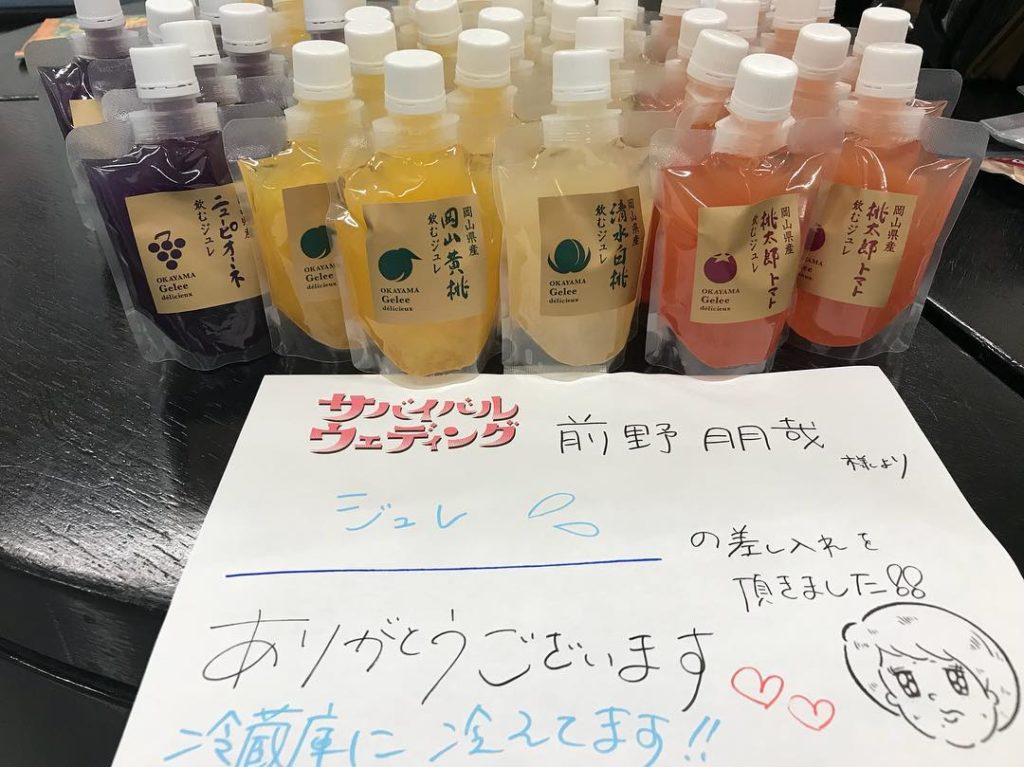 ニューピオーネ
飲むジュレ
OKAYAMA
Gelee
délicieux
岡山県産
岡山黄桃
飲むジュレ
OKAYAMA
Gelee
délicieux
岡山県産
清水白桃
飲むジュレ
OKAYAMA
Gelee
délicieux
岡山県産
桃太郎トマト
飲むジュレ
OKAYAMA
Gelee
délicieux
岡山県産
桃太郎トマト
飲むジュレ
サバイバル
ウェディング
前野朋哉
様より
ジュレ
の差し入れを
頂きました
ありがとうございます
冷蔵庫に冷えてます!!